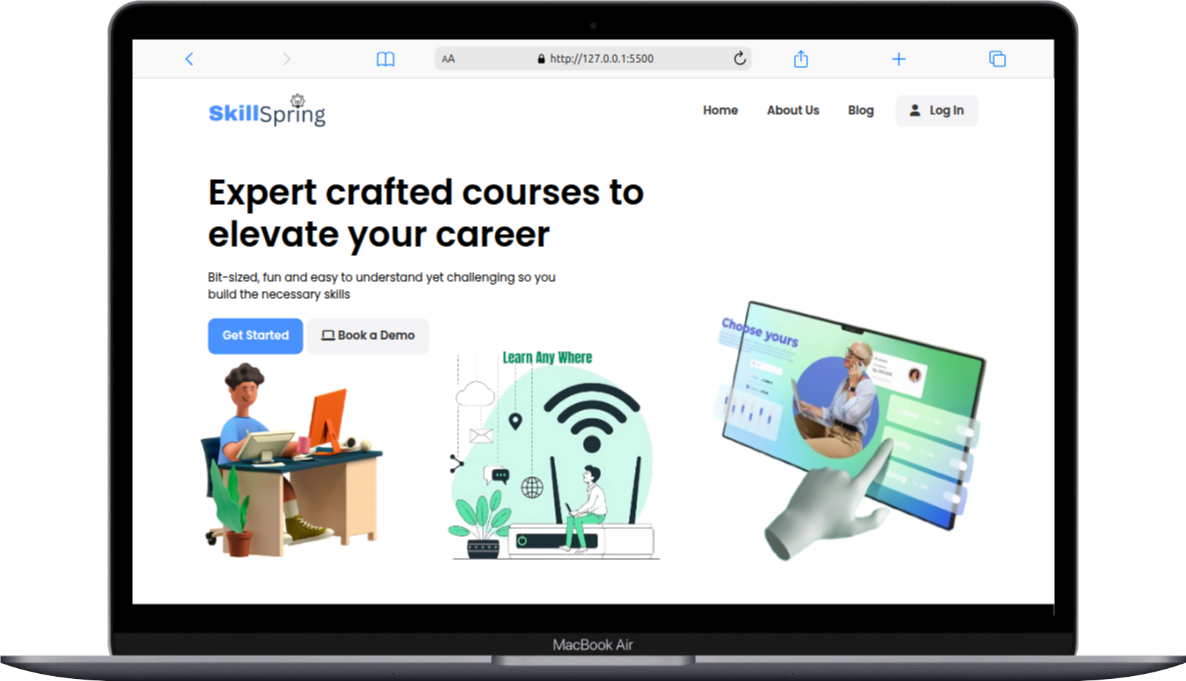 AA
http://127.0.0.1:5500
SkillSpring
Home
About Us
Blog
Log In
Expert crafted courses to
elevate your career
Bit-sized, fun and easy to understand yet challenging so you
build the necessary skills
Get Started
Book a Demo
Learn Any Where
Choose yours
MacBook Air